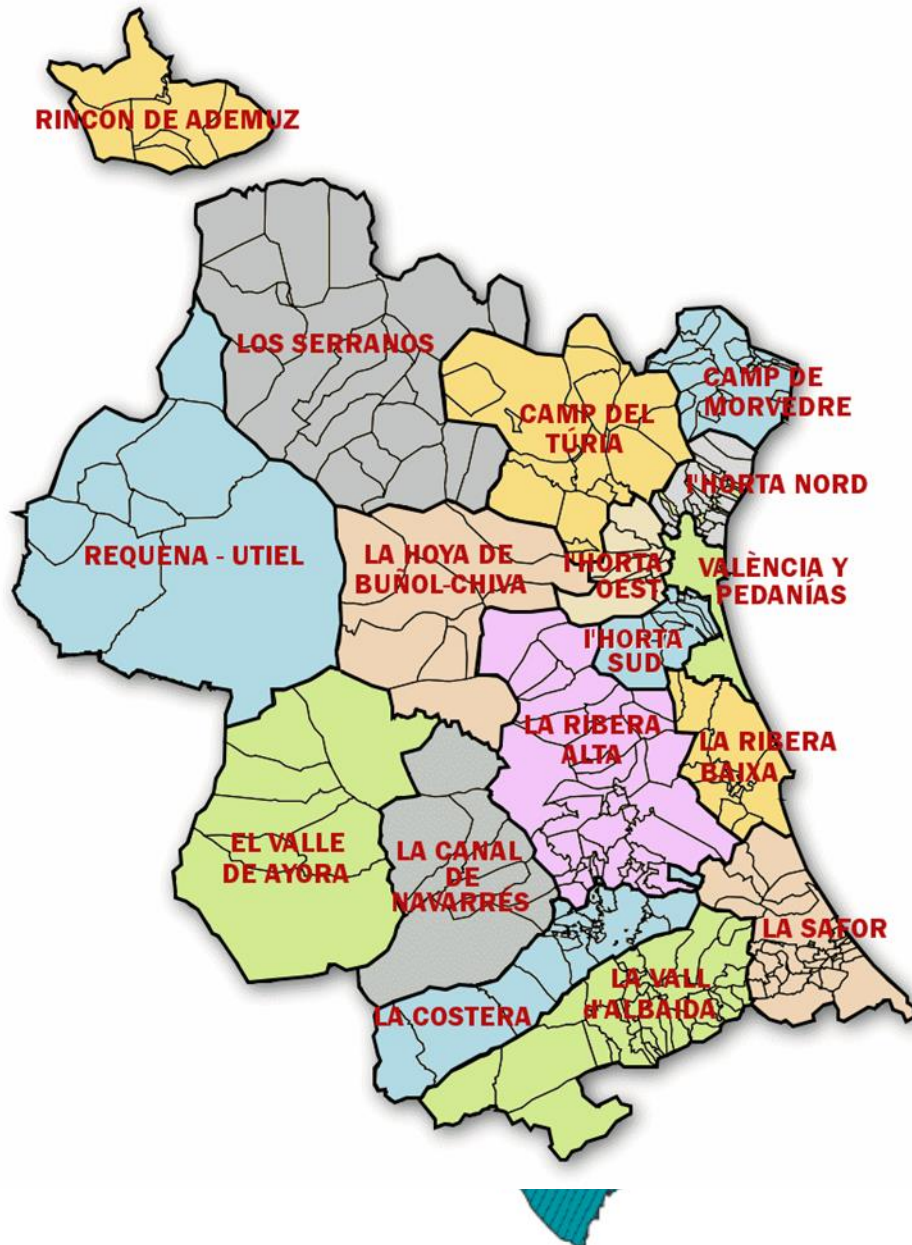 RINCÓN DE ADEMUZ
LOS SERRANOS
CAMP DE
MORVEDRE
CAMP DEL
TÚRIA
l'HORTA NORD
REQUENA - UTIEL
LA HOYA DE
BUÑOL-CHIVA
l'HORTA
OEST
VALÈNCIA Y
PEDANÍAS
l'HORTA
SUD
LA RIBERA
ALTA
LA RIBERA
BAIXA
EL VALLE
DE AYORA
LA CANAL
DE
NAVARRÉS
LA SAFOR
LA VALL
d'ALBAIDA
LA COSTERA